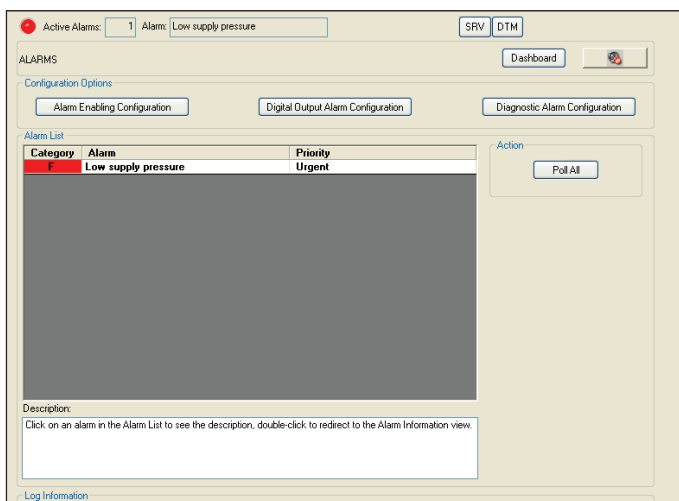 Active Alarms: 1 Alarm: Low supply pressure SRV DTM
ALARMS Dashboard
Configuration Options
Alarm Enabling Configuration Digital Output Alarm Configuration Diagnostic Alarm Configuration
Alarm List
Action
Category Alarm Priority
F Low supply pressure Urgent
Poll All
Description:
Click on an alarm in the Alarm List to see the description, double-click to redirect to the Alarm Information view.
Log Information